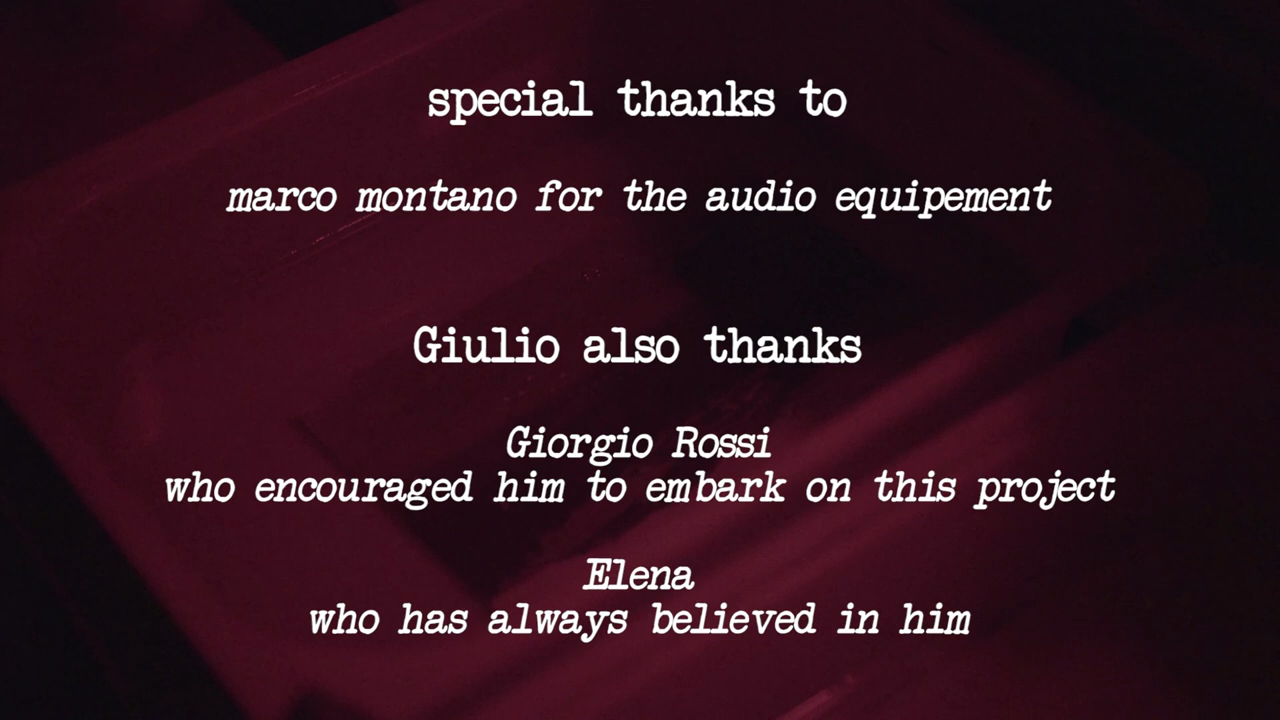 special thanks to
marco montano for the audio equipement
Giulio also thanks
Giorgio Rossi
who encouraged him to embark on this project
Elena
who has always believed in him